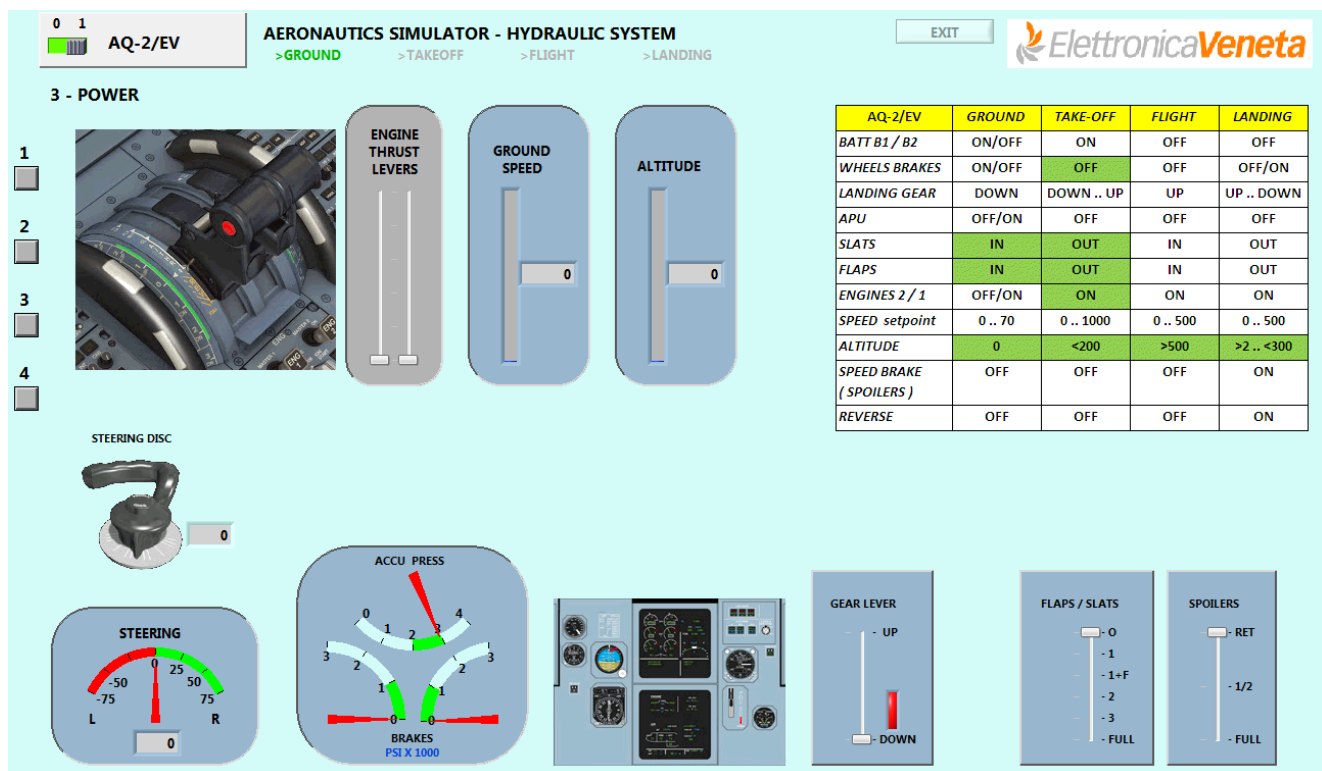 0 1
AQ-2/EV
AERONAUTICS SIMULATOR - HYDRAULIC SYSTEM
>GROUND >TAKEOFF >FLIGHT >LANDING
EXIT
ElettronicaVeneta
3 - POWER
1
2
3
4
ENGINE
THRUST
LEVERS
GROUND
SPEED
0
ALTITUDE
0
AQ-2/EV GROUND TAKE-OFF FLIGHT LANDING
BATT B1 / B2 ON/OFF ON OFF OFF
WHEELS BRAKES ON/OFF OFF OFF OFF/ON
LANDING GEAR DOWN DOWN .. UP UP UP .. DOWN
APU OFF/ON OFF OFF OFF
SLATS IN OUT IN OUT
FLAPS IN OUT IN OUT
ENGINES 2 / 1 OFF/ON ON ON ON
SPEED setpoint 0 .. 70 0 .. 1000 0 .. 500 0 .. 500
ALTITUDE 0 <200 >500 >2 .. <300
SPEED BRAKE OFF OFF OFF ON
( SPOILERS )
REVERSE OFF OFF OFF ON
STEERING DISC
0
STEERING
-75 -50 0 25 50 75
L R
0
ACCU PRESS
0 1 2 3 4
3 2 1 0
0 1 2 3
BRAKES
PSI X 1000
GEAR LEVER
- UP
- DOWN
FLAPS / SLATS
- 0
- 1
- 1+F
- 2
- 3
- FULL
SPOILERS
- RET
- 1/2
- FULL
ENG
1
ENG
2